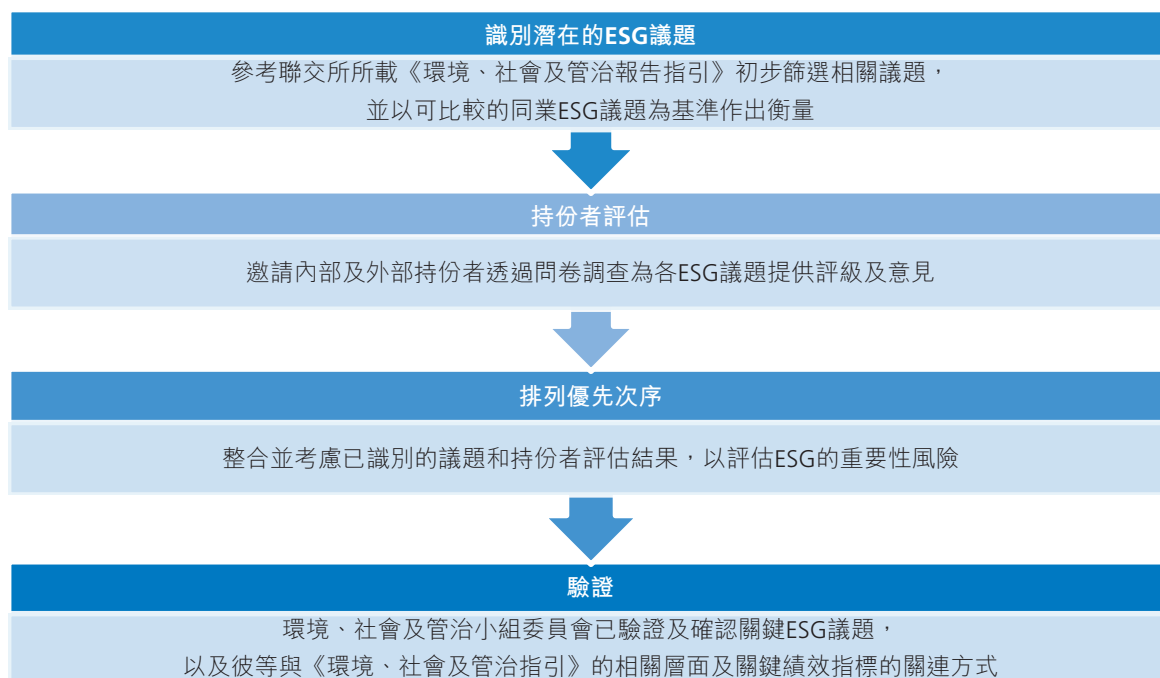 識別潛在的ESG議題
參考聯交所所載《環境、社會及管治報告指引》初步篩選相關議題，
並以可比較的同業ESG議題為基準作出衡量
持份者評估
邀請內部及外部持份者透過問卷調查為各ESG議題提供評級及意見
排列優先次序
整合並考慮已識別的議題和持份者評估結果，以評估ESG的重要性風險
驗證
環境、社會及管治小組委員會已驗證及確認關鍵ESG議題，
以及彼等與《環境、社會及管治指引》的相關層面及關鍵績效指標的關連方式